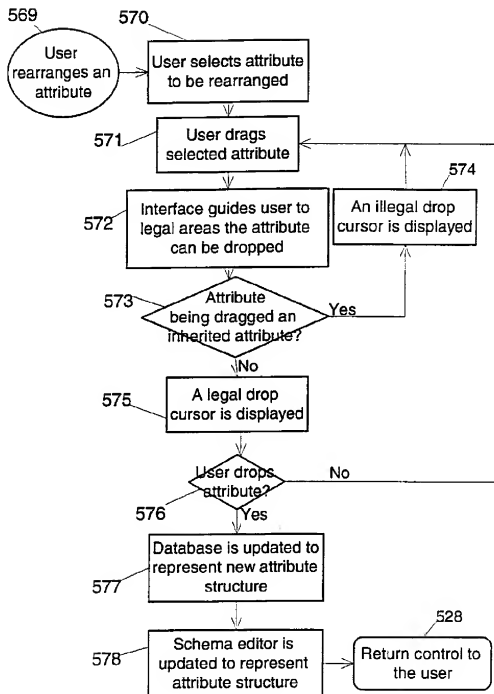 569
User
rearranges an
attribute
570
User selects attribute
to be rearranged
571
User drags
selected attribute
574
An illegal drop
cursor is displayed
572
Interface guides user to
legal areas the attribute
can be dropped
573
Attribute
being dragged an
inherited attribute?
Yes
No
575
A legal drop
cursor is displayed
User drops
attribute?
No
576
Yes
Database is updated to
represent new attribute
structure
577
528
Schema editor is
updated to represent
attribute structure
578
Return control to
the user